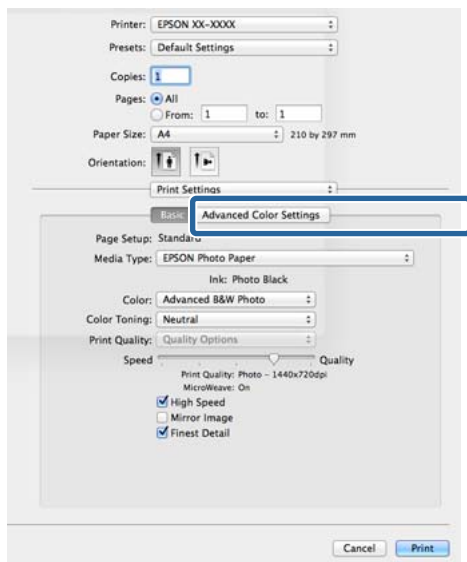 Printer: EPSON XX-XXXX
Presets: Default Settings
Copies: 1
Pages: All
From: 1 to: 1
Paper Size: A4 210 by 297 mm
Orientation:
Print Settings
Basic Advanced Color Settings
Page Setup: Standard
Media Type: EPSON Photo Paper
Ink: Photo Black
Color: Advanced B&W Photo
Color Toning: Neutral
Print Quality: Quality Options
Speed Quality
Print Quality: Photo - 1440x720dpi
MicroWeave: On
High Speed
Mirror Image
Finest Detail
Cancel Print